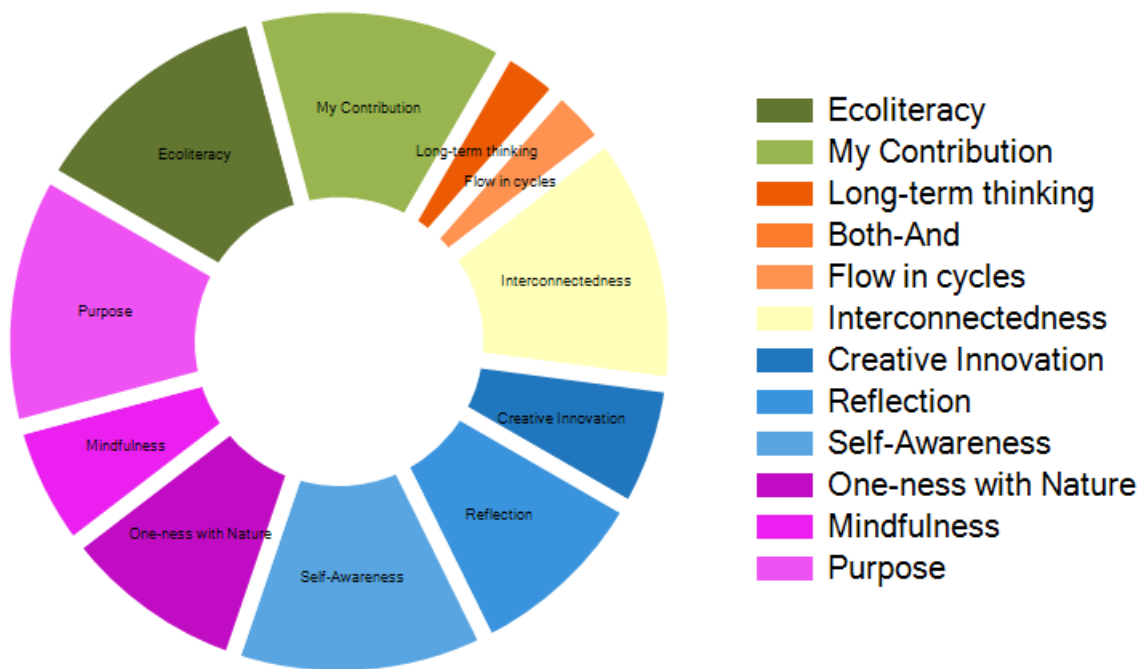 My Contribution
Ecoliteracy
Long-term thinking
Flow in cycles
Interconnectedness
Purpose
Creative Innovation
Mindfulness
Reflection
One-ness with Nature
Self-Awareness
Ecoliteracy
My Contribution
Long-term thinking
Both-And
Flow in cycles
Interconnectedness
Creative Innovation
Reflection
Self-Awareness
One-ness with Nature
Mindfulness
Purpose